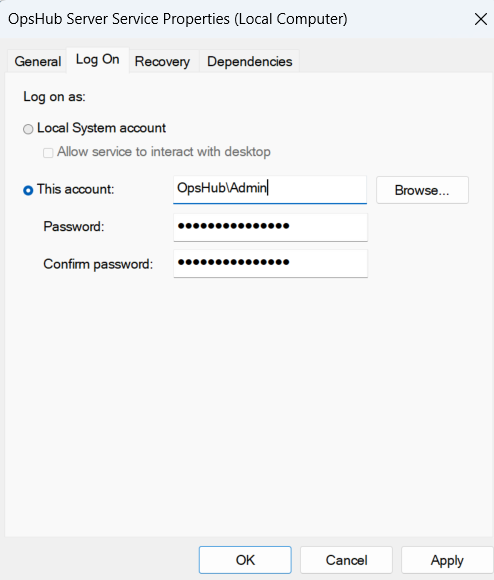 OpsHub Server Service Properties (Local Computer)
General Log On Recovery Dependencies
Log on as:
Local System account
Allow service to interact with desktop
This account: OpsHub\Admin Browse...
Password: •••••••••••••••
Confirm password: •••••••••••••••
OK Cancel Apply